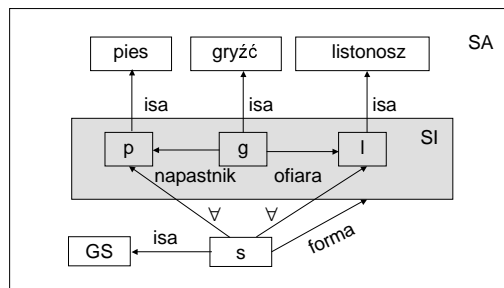 SA
pies gryźć listonosz
isa isa isa
SI
p g l
napastnik ofiara
∀ ∀
isa forma
GS s